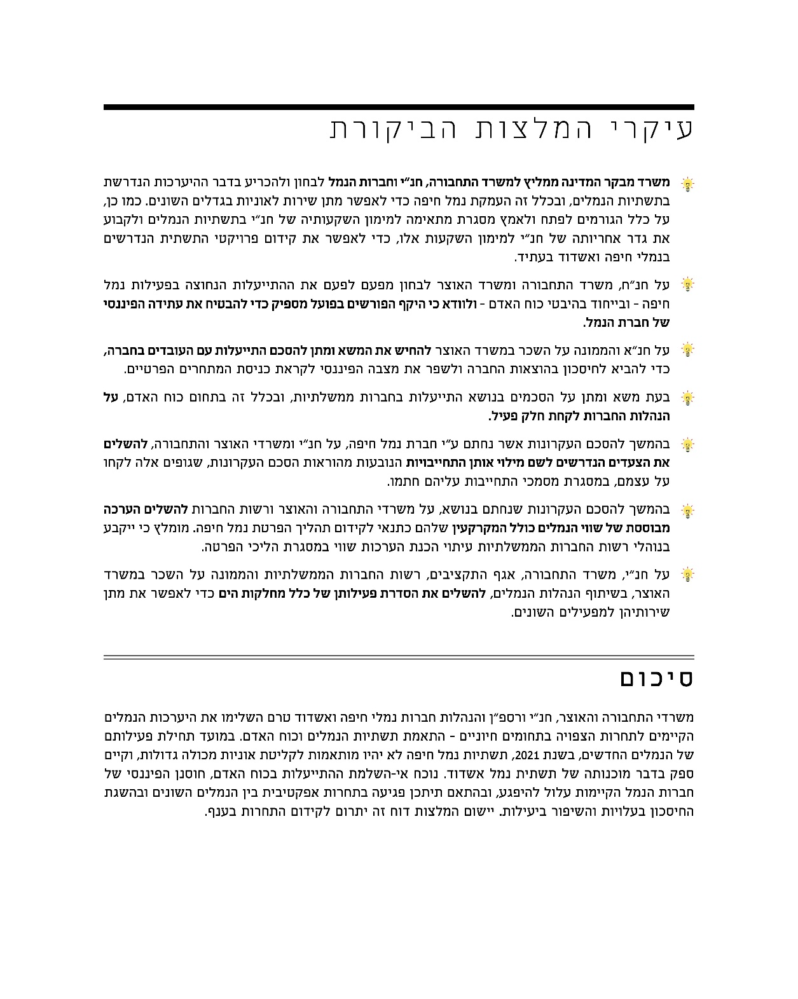 עיקרי המלצות הביקורת
משרד מבקר המדינה ממליץ למשרד התחבורה, חנ״י וחברות הנמל לבחון ולהכריע בדבר ההיערכות הנדרשת
בתשתיות הנמלים, ובכלל זה העמקת נמל חיפה כדי לאפשר מתן שירות לאוניות בגדלים השונים. כמו כן,
על כלל הגורמים לפתח ולאמץ מסגרת מתאימה למימון השקעותיה של חנ״י בתשתיות הנמלים ולקבוע
את גדר אחריותה של חנ״י למימון השקעות אלו, כדי לאפשר את קידום פרויקטי התשתית הנדרשים
בנמלי חיפה ואשדוד בעתיד.
על חנ״ח, משרד התחבורה ומשרד האוצר לבחון מפעם לפעם את ההתייעלות הנחוצה בפעילות נמל
חיפה - ובייחוד בהיבטי כוח האדם - ולוודא כי היקף הפורשים בפועל מספיק כדי להבטיח את עתידה הפיננסי
של חברת הנמל.
על חנ״א והממונה על השכר במשרד האוצר להחיש את המשא ומתן להסכם התייעלות עם העובדים בחברה,
כדי להביא לחיסכון בהוצאות החברה ולשפר את מצבה הפיננסי לקראת כניסת המתחרים הפרטיים.
בעת משא ומתן על הסכמים בנושא התייעלות בחברות ממשלתיות, ובכלל זה בתחום כוח האדם, על
הנהלות החברות לקחת חלק פעיל.
בהמשך להסכם העקרונות אשר נחתם ע״י חברת נמל חיפה, על חנ״י ומשרדי האוצר והתחבורה, להשלים
את הצעדים הנדרשים לשם מילוי אותן התחייבויות הנובעות מהוראות הסכם העקרונות, שגופים אלה לקחו
על עצמם, במסגרת מסמכי התחייבות עליהם חתמו.
בהמשך להסכם העקרונות שנחתם בנושא, על משרדי התחבורה והאוצר ורשות החברות להשלים הערכה
מבוססת של שווי הנמלים כולל המקרקעין שלהם כתנאי לקידום תהליך הפרטת נמל חיפה. מומלץ כי ייקבע
בנוהלי רשות החברות הממשלתיות עיתוי הכנת הערכות שווי במסגרת הליכי הפרטה.
על חנ״י, משרד התחבורה, אגף התקציבים, רשות החברות הממשלתיות והממונה על השכר במשרד
האוצר, בשיתוף הנהלות הנמלים, להשלים את הסדרת פעילותן של כלל מחלקות הים כדי לאפשר את מתן
שירותיהן למפעילים השונים.
סיכום
משרדי התחבורה והאוצר, חנ״י ורספ״ן והנהלות חברות נמלי חיפה ואשדוד טרם השלימו את היערכות הנמלים
הקיימים לתחרות הצפויה בתחומים חיוניים - התאמת תשתיות הנמלים וכוח האדם. במועד תחילת פעילותם
של הנמלים החדשים, בשנת 2021, תשתיות נמל חיפה לא יהיו מותאמות לקליטת אוניות מכולה גדולות, וקיים
ספק בדבר מוכנותה של תשתית נמל אשדוד. נוכח אי-השלמת ההתייעלות בכוח האדם, חוסנן הפיננסי של
חברות הנמל הקיימות עלול להיפגע, ובהתאם תיתכן פגיעה בתחרות אפקטיבית בין הנמלים השונים ובהשגת
החיסכון בעלויות והשיפור ביעילות. יישום המלצות דוח זה יתרום לקידום התחרות בענף.